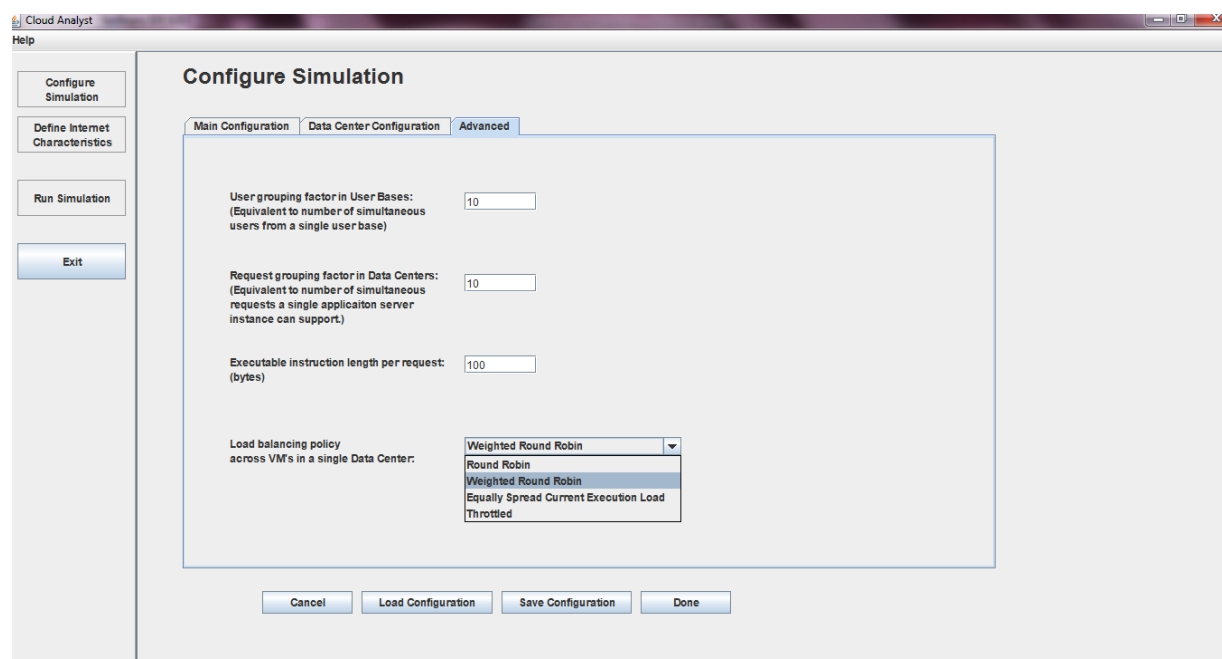 Cloud Analyst
Help
Configure
Simulation
Define Internet
Characteristics
Run Simulation
Exit
Configure Simulation
Main Configuration
Data Center Configuration
Advanced
User grouping factor in User Bases:
(Equivalent to number of simultaneous
users from a single user base)
10
Request grouping factor in Data Centers:
(Equivalent to number of simultaneous
requests a single applicaiton server
instance can support.)
10
Executable instruction length per request:
(bytes)
100
Load balancing policy
across VM's in a single Data Center:
Weighted Round Robin
Round Robin
Weighted Round Robin
Equally Spread Current Execution Load
Throttled
Cancel
Load Configuration
Save Configuration
Done